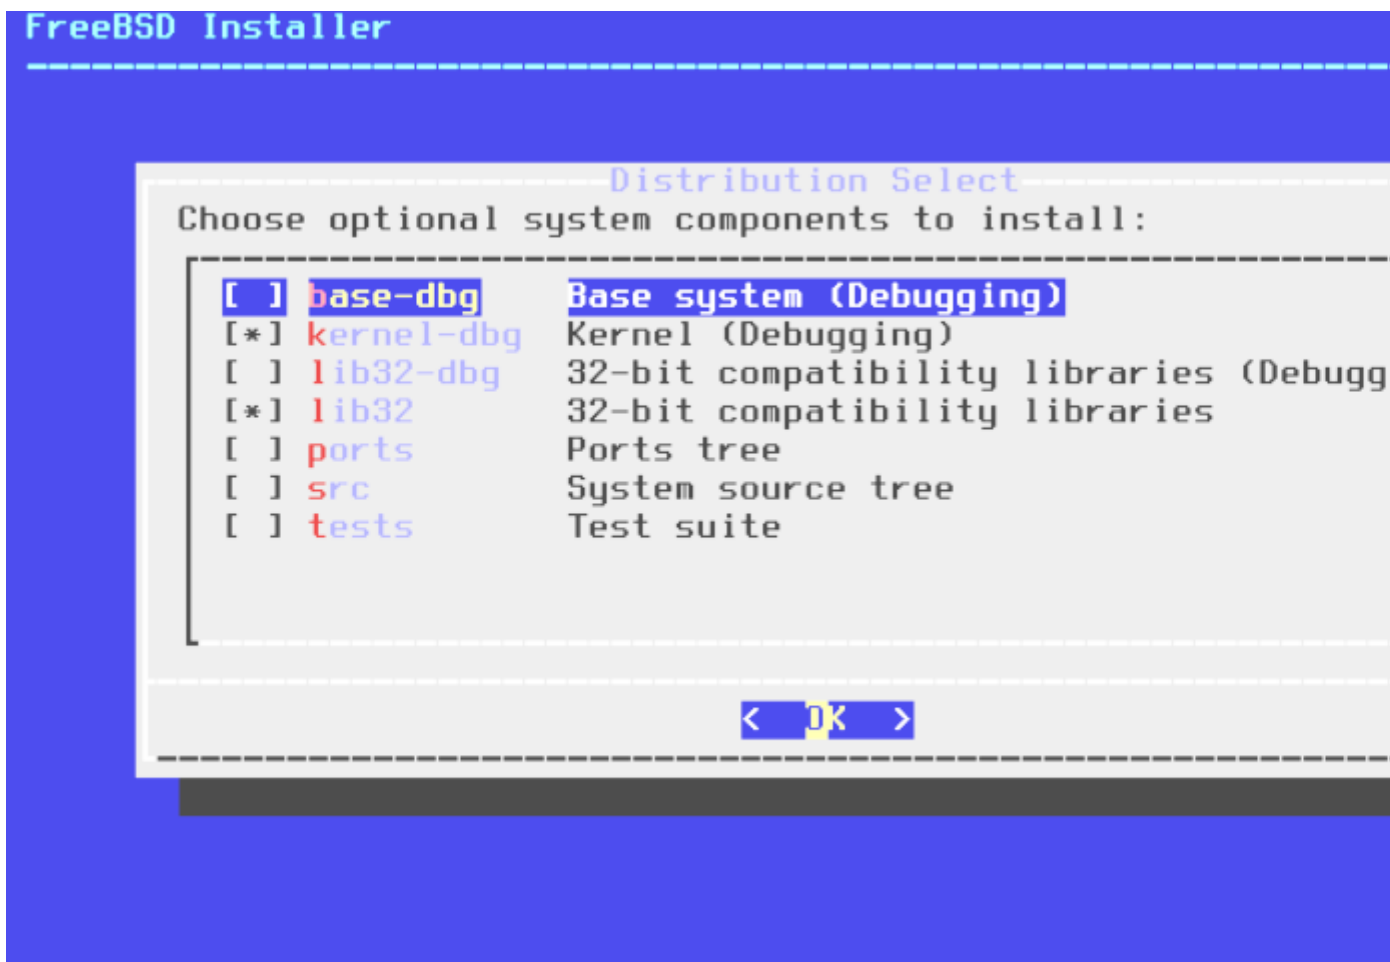 FreeBSD Installer
Distribution Select
Choose optional system components to install:
[ ] base-dbg Base system (Debugging)
[*] kernel-dbg Kernel (Debugging)
[ ] lib32-dbg 32-bit compatibility libraries (Debugg
[*] lib32 32-bit compatibility libraries
[ ] ports Ports tree
[ ] src System source tree
[ ] tests Test suite
< OK >